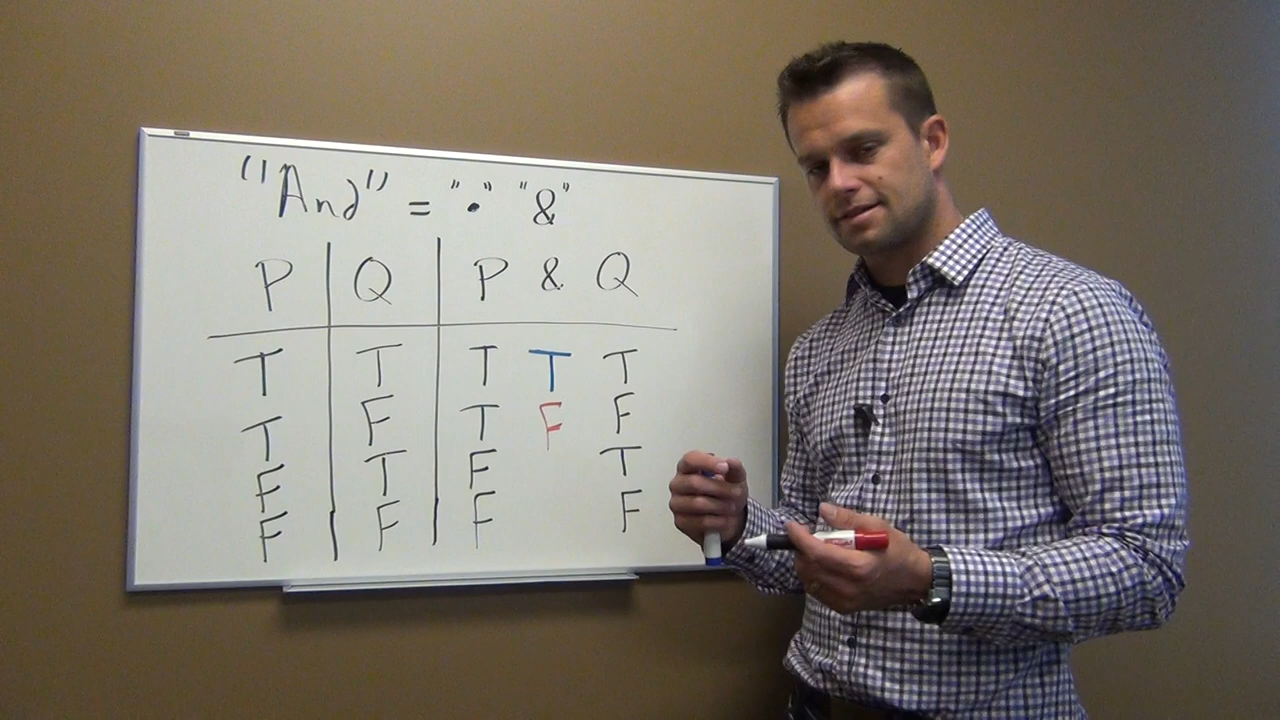 "And" = "•" "&"
P Q P & Q
T T T T T
T F T F F
F T F T
F F F F